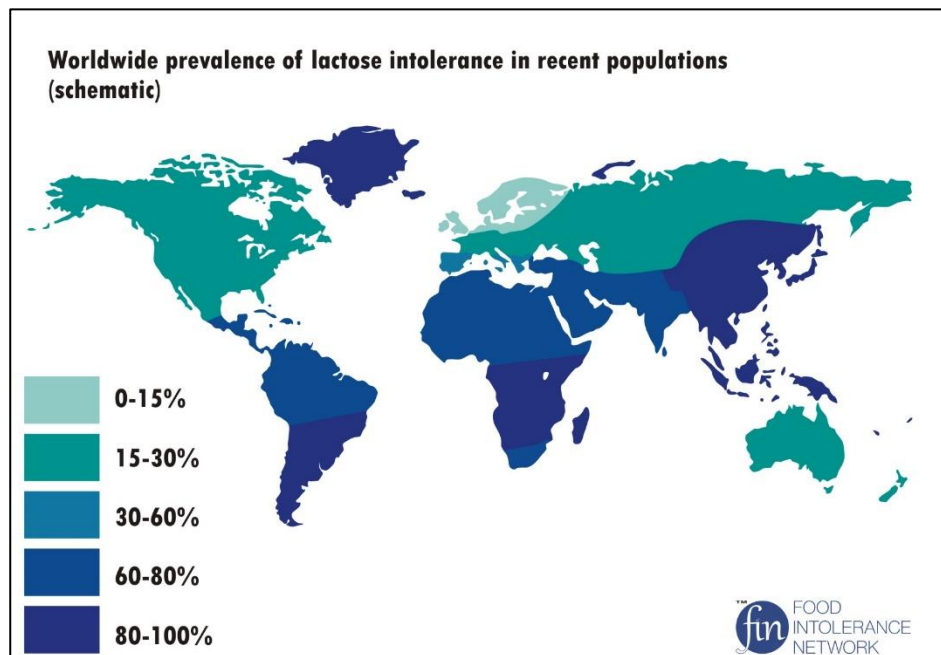 Worldwide prevalence of lactose intolerance in recent populations
(schematic)
0-15%
15-30%
30-60%
60-80%
80-100%
TM
fin
FOOD
INTOLERANCE
NETWORK